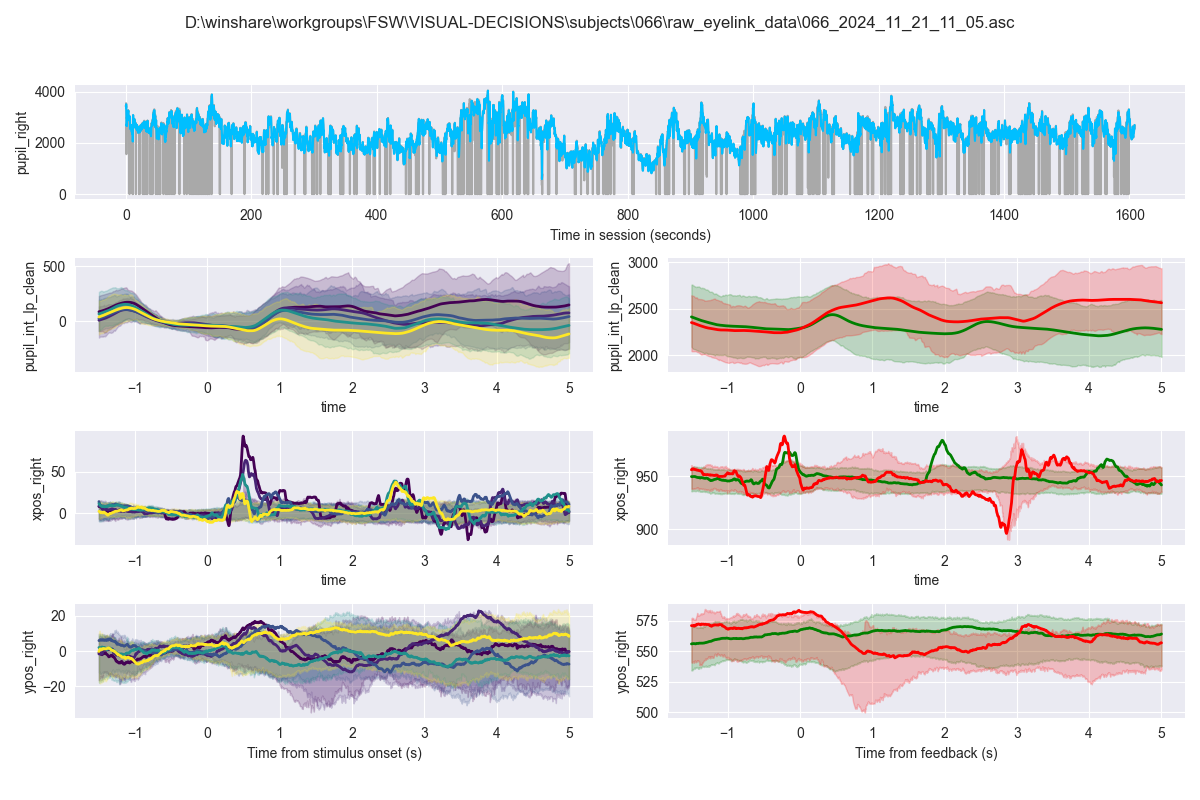 D:\winshare\workgroups\FSW\VISUAL-DECISIONS\subjects\066\raw_eyelink_data\066_2024_11_21_11_05.asc
pupil_right
4000
2000
0
0 200 400 600 800 1000 1200 1400 1600
Time in session (seconds)
pupil_int_lp_clean
500
0
−1 0 1 2 3 4 5
time
pupil_int_lp_clean
3000
2500
2000
−1 0 1 2 3 4 5
time
xpos_right
50
0
−1 0 1 2 3 4 5
time
xpos_right
950
900
−1 0 1 2 3 4 5
time
ypos_right
20
0
−20
−1 0 1 2 3 4 5
Time from stimulus onset (s)
ypos_right
575
550
525
500
−1 0 1 2 3 4 5
Time from feedback (s)